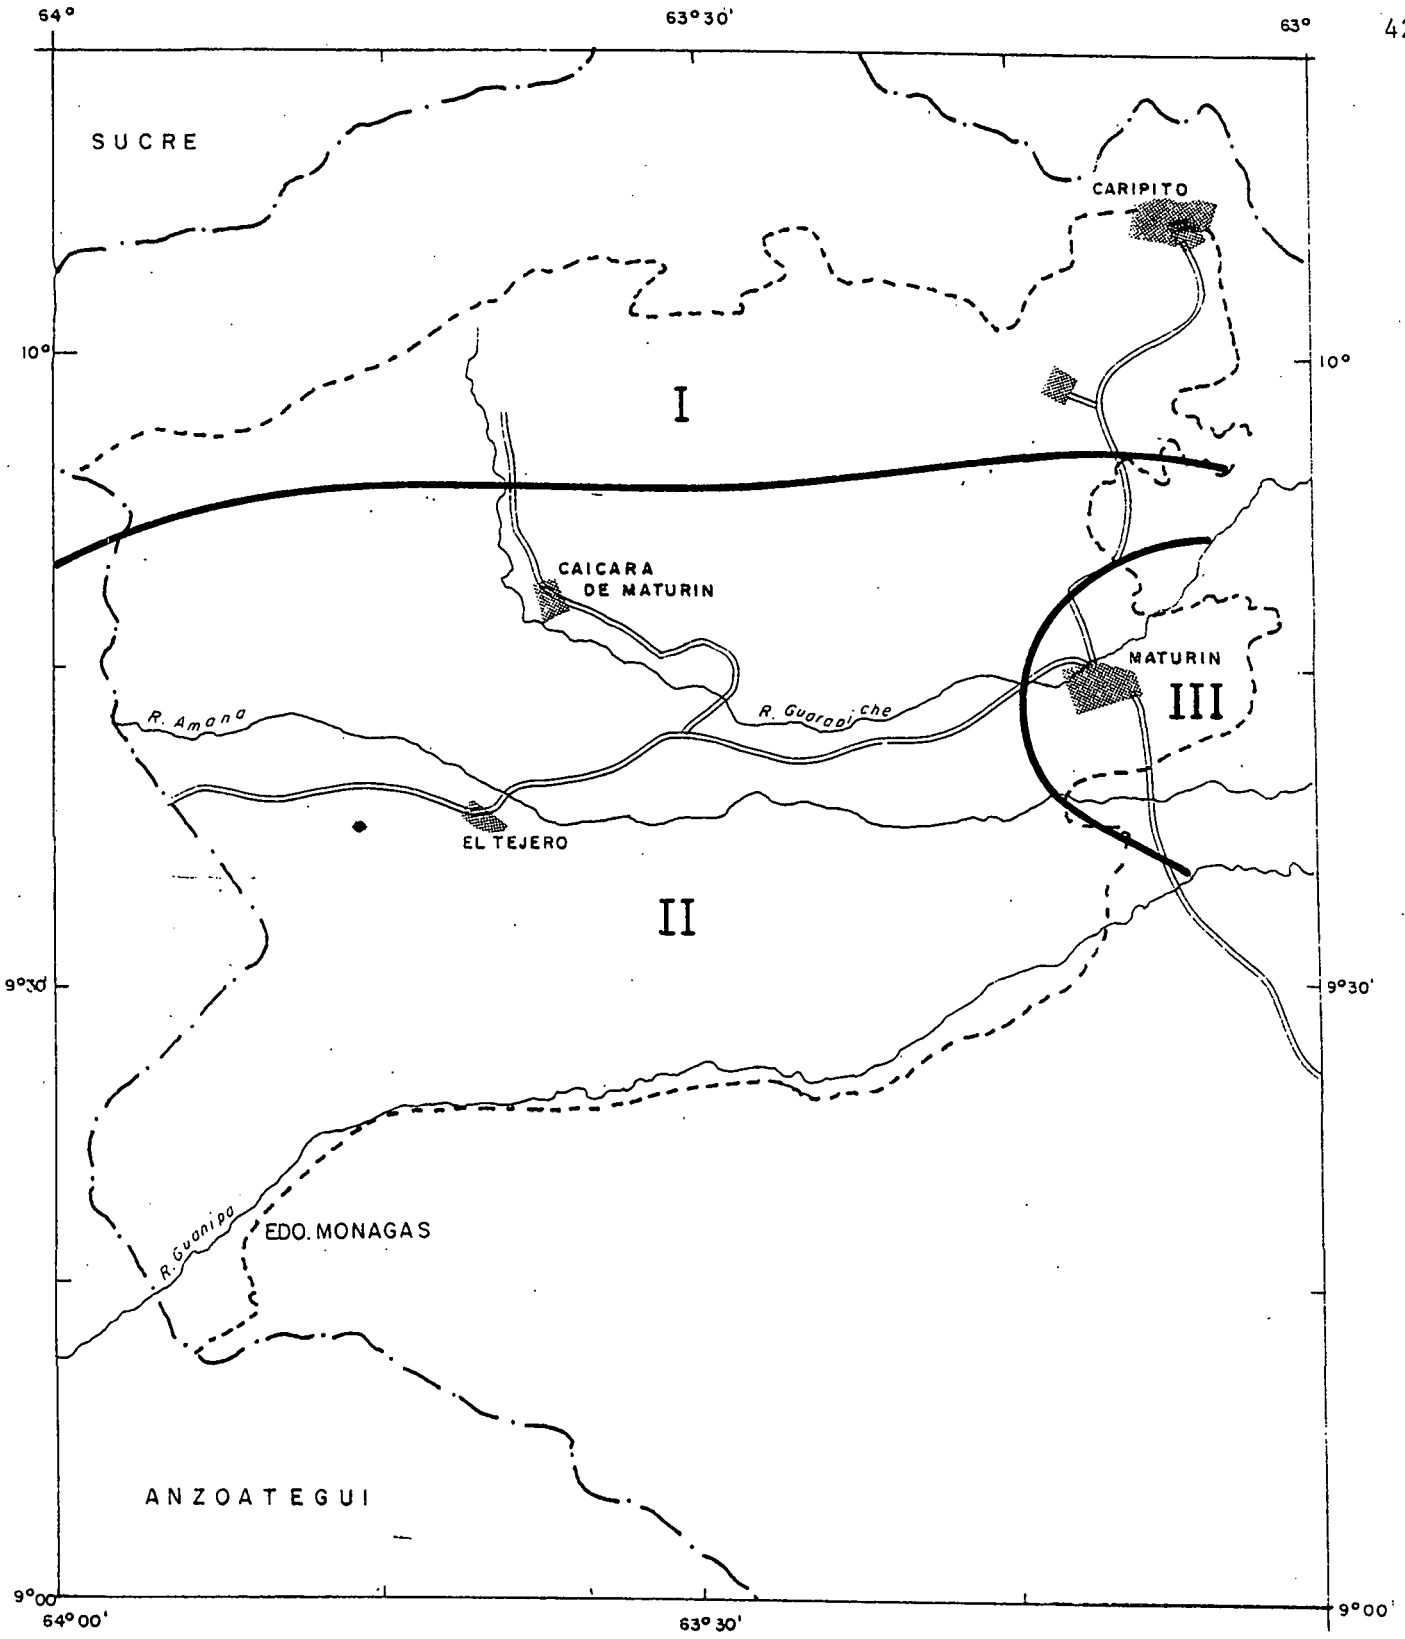 64° 63°30' 63° 42
SUCRE
CARIPITO
10° 10°
I
CAICARA
DE MATURIN
MATURIN
III
R. Amana
R. Guarapiche
EL TEJERO
II
9°30' 9°30'
R. Guanipa
EDO. MONAGAS
ANZOATEGUI
9°00' 9°00'
64°00' 63°30'